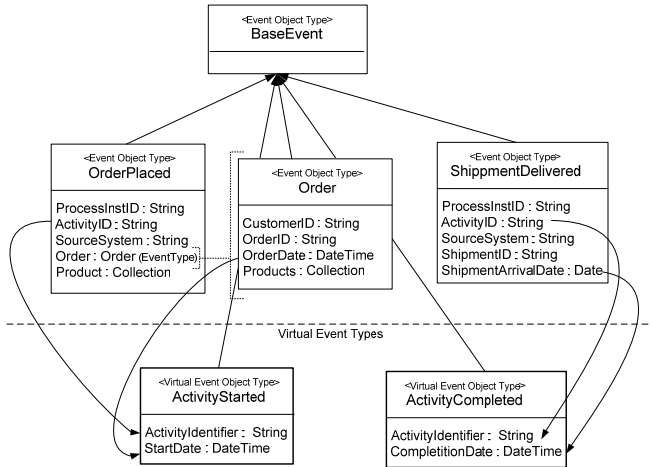 <Event Object Type>
BaseEvent
<Event Object Type>
OrderPlaced
ProcessInstID : String
ActivityID : String
SourceSystem : String
Order : Order (EventType)
Product : Collection
<Event Object Type>
Order
CustomerID : String
OrderID : String
OrderDate : DateTime
Products : Collection
<Event Object Type>
ShippmentDelivered
ProcessInstID : String
ActivityID : String
SourceSystem : String
ShipmentID : String
ShipmentArrivalDate : Date
Virtual Event Types
<Virtual Event Object Type>
ActivityStarted
ActivityIdentifier : String
StartDate : DateTime
<Virtual Event Object Type>
ActivityCompleted
ActivityIdentifier : String
CompletitionDate : DateTime